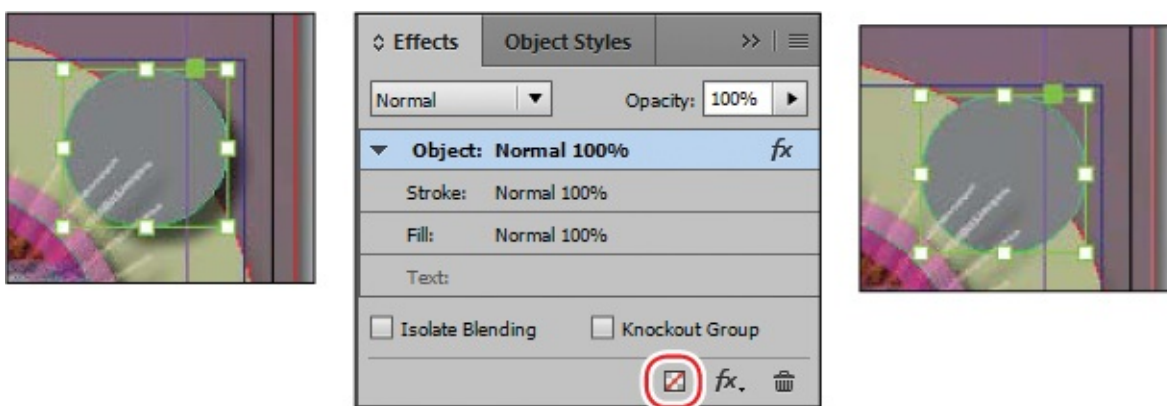 Effects Object Styles
Normal Opacity: 100%
Object: Normal 100% fx
Stroke: Normal 100%
Fill: Normal 100%
Text:
Isolate Blending Knockout Group
fx.